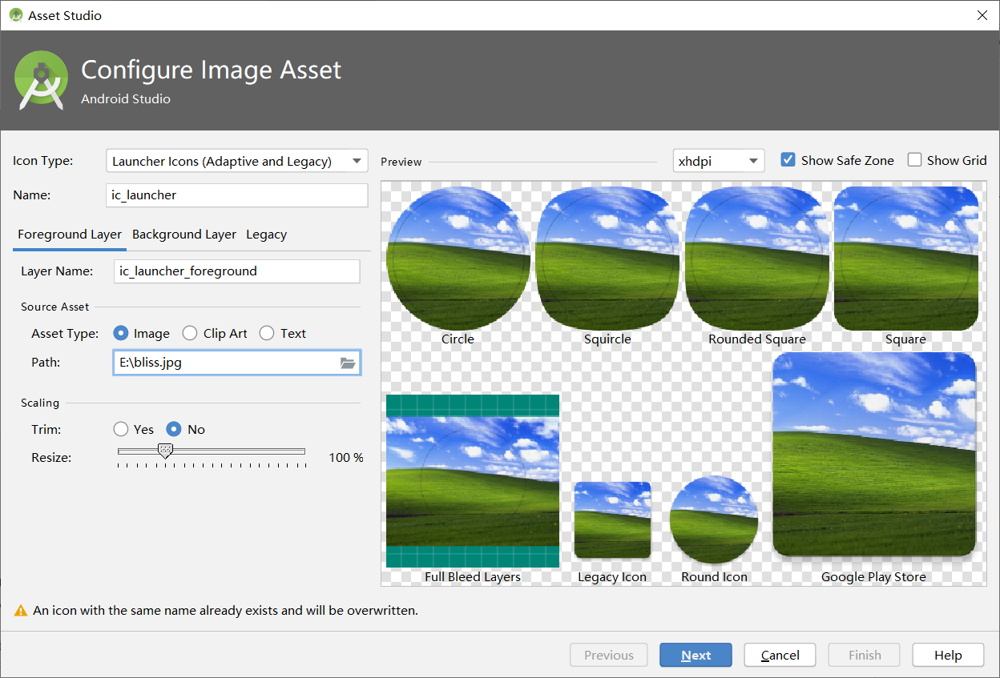 Asset Studio
Configure Image Asset
Android Studio
Icon Type: Launcher Icons (Adaptive and Legacy)
Name: ic_launcher
Foreground Layer Background Layer Legacy
Layer Name: ic_launcher_foreground
Source Asset
Asset Type: Image Clip Art Text
Path: E:\bliss.jpg
Scaling
Trim: Yes No
Resize: 100 %
Preview xhdpi Show Safe Zone Show Grid
Circle Squircle Rounded Square Square
Full Bleed Layers Legacy Icon Round Icon Google Play Store
An icon with the same name already exists and will be overwritten.
Previous Next Cancel Finish Help